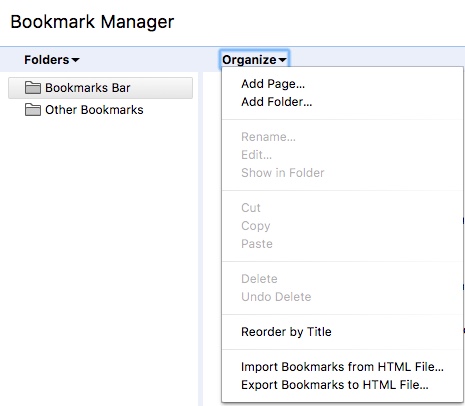 Bookmark Manager
Folders
Organize
Bookmarks Bar
Other Bookmarks
Add Page...
Add Folder...
Rename...
Edit...
Show in Folder
Cut
Copy
Paste
Delete
Undo Delete
Reorder by Title
Import Bookmarks from HTML File...
Export Bookmarks to HTML File...